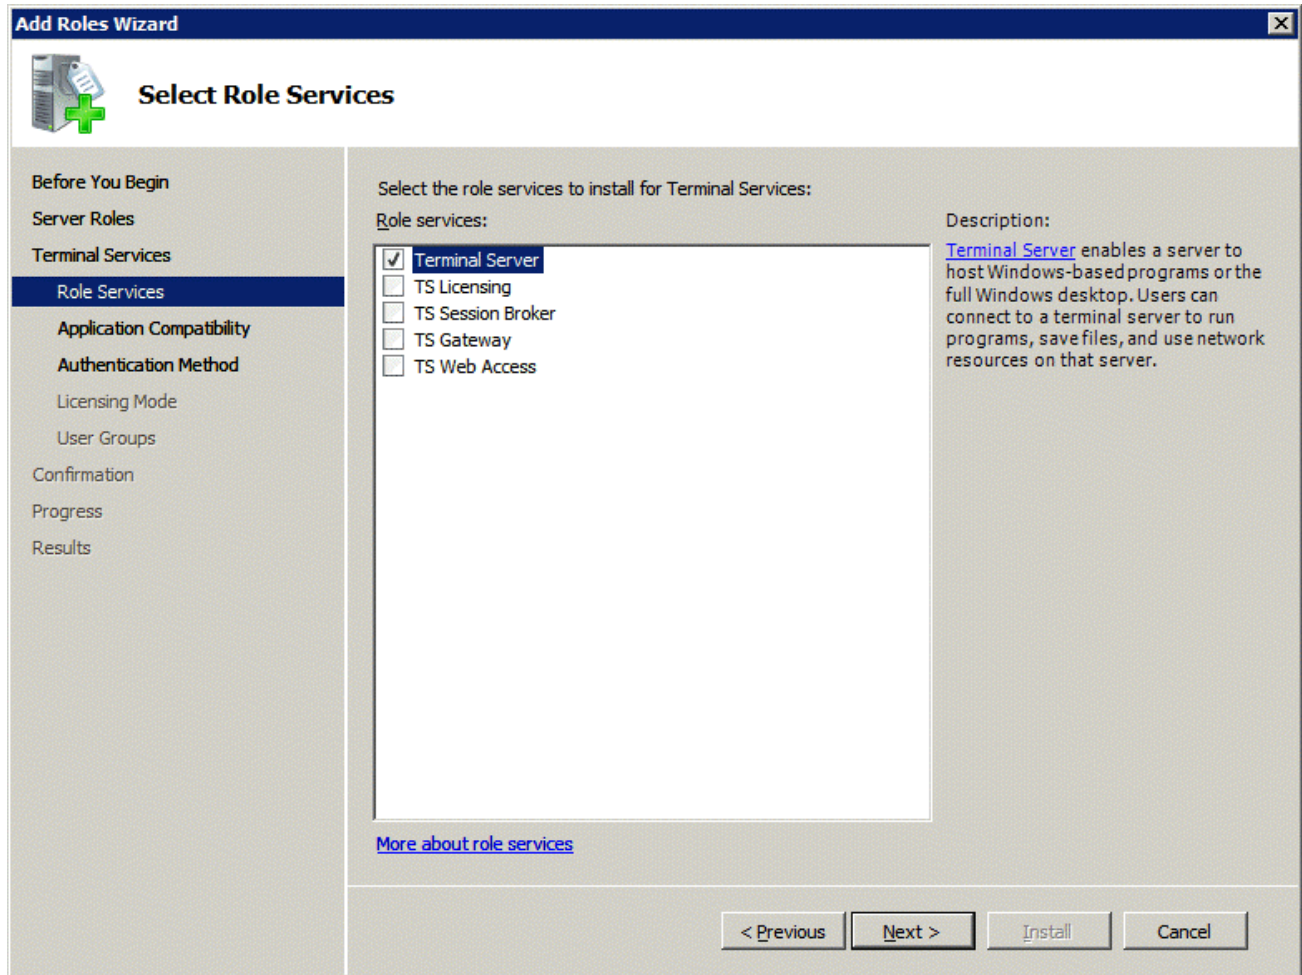 Add Roles Wizard
Select Role Services
Before You Begin
Server Roles
Terminal Services
Role Services
Application Compatibility
Authentication Method
Licensing Mode
User Groups
Confirmation
Progress
Results
Select the role services to install for Terminal Services:
Role services:
Terminal Server
TS Licensing
TS Session Broker
TS Gateway
TS Web Access
More about role services
Description:
Terminal Server enables a server to
host Windows-based programs or the
full Windows desktop. Users can
connect to a terminal server to run
programs, save files, and use network
resources on that server.
< Previous
Next >
Install
Cancel